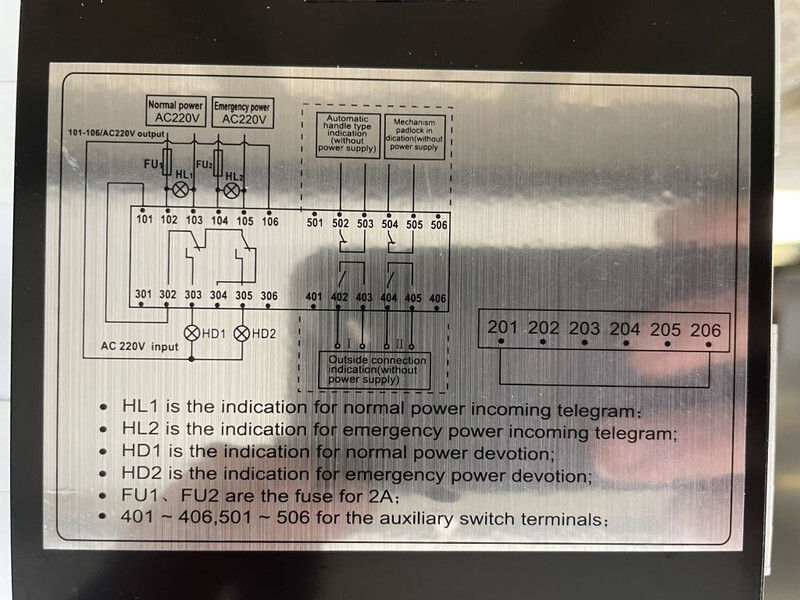 Normal power
AC220V
Emergency power
AC220V
101-106/AC220V output
FU1
FU2
HL1
HL2
Automatic
handle type
indication
(without
power supply)
Mechanism
padlock in
dication(without
power supply
101 102 103 104 105 106
501 502 503 504 505 506
301 302 303 304 305 306
401 402 403 404 405 406
HD1
HD2
AC 220V input
I
II
Outside connection
indication(without
power supply)
201 202 203 204 205 206
• HL1 is the indication for normal power incoming telegram;
• HL2 is the indication for emergency power incoming telegram;
• HD1 is the indication for normal power devotion;
• HD2 is the indication for emergency power devotion;
• FU1、FU2 are the fuse for 2A;
• 401 ~ 406,501 ~ 506 for the auxiliary switch terminals;